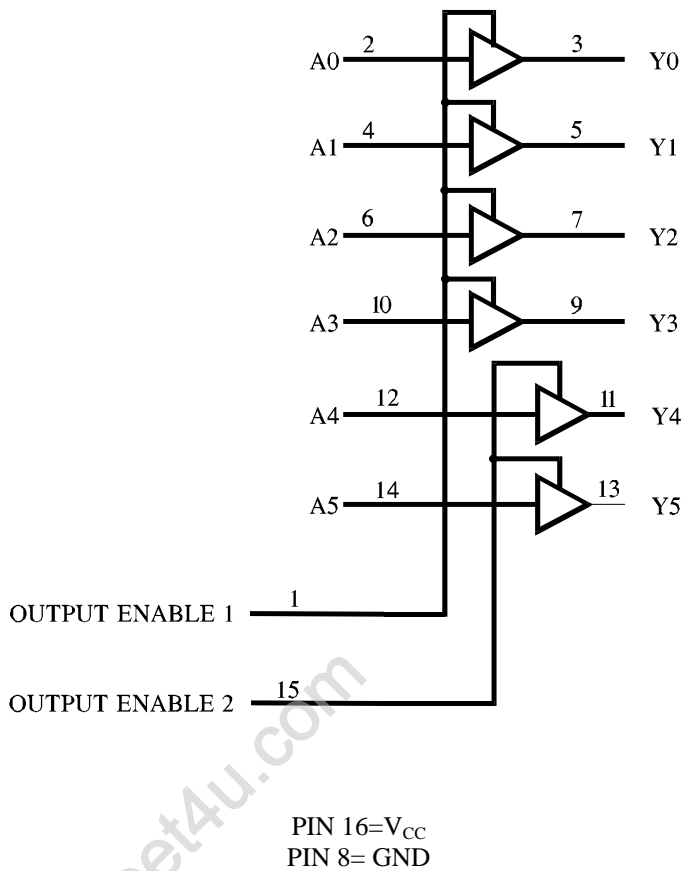 A0 2 3 Y0
A1 4 5 Y1
A2 6 7 Y2
A3 10 9 Y3
A4 12 11 Y4
A5 14 13 Y5
OUTPUT ENABLE 1 1
OUTPUT ENABLE 2 15
PIN 16=VCC
PIN 8= GND
eet4u.com